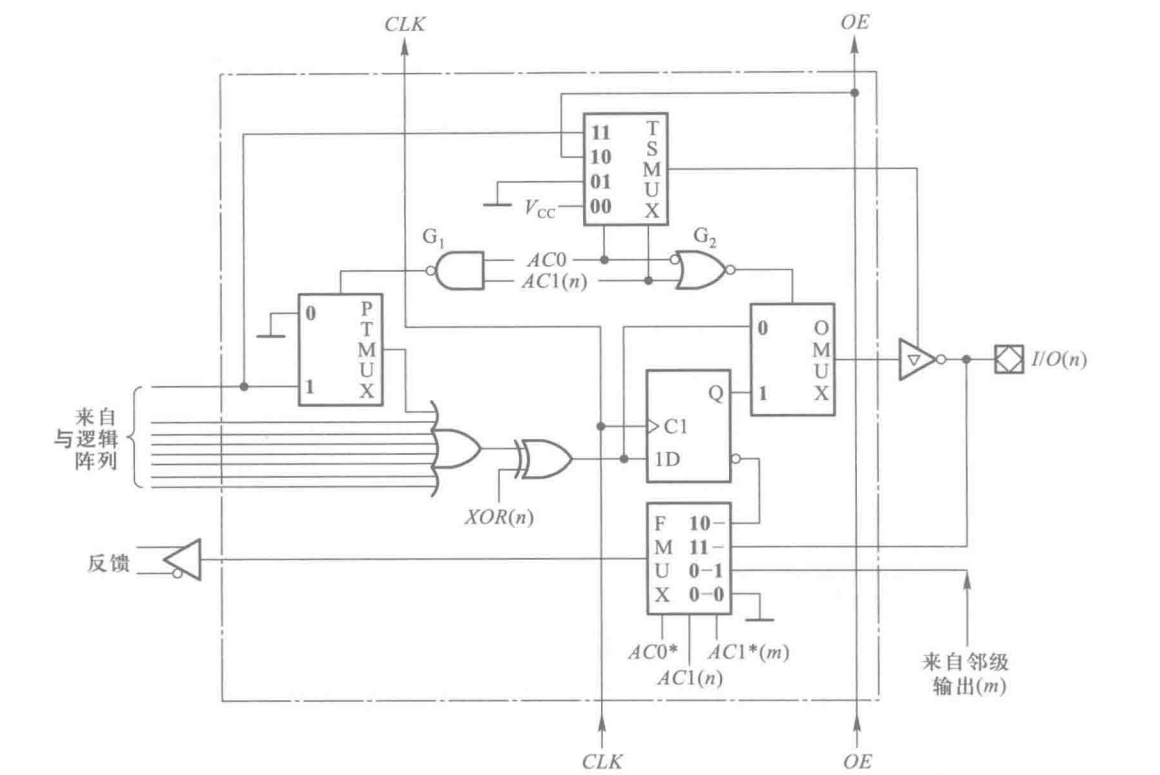 CLK
OE
11
10
01
00
T
S
M
U
X
V_CC
G₁
G₂
AC0
AC1(n)
0
1
P
T
M
U
X
0
1
O
M
U
X
I/O(n)
来自
与逻辑
阵列
Q
C1
1D
XOR(n)
反馈
F 10-
M 11-
U 0-1
X 0-0
AC0*
AC1*(m)
AC1(n)
来自邻级
输出(m)
CLK
OE